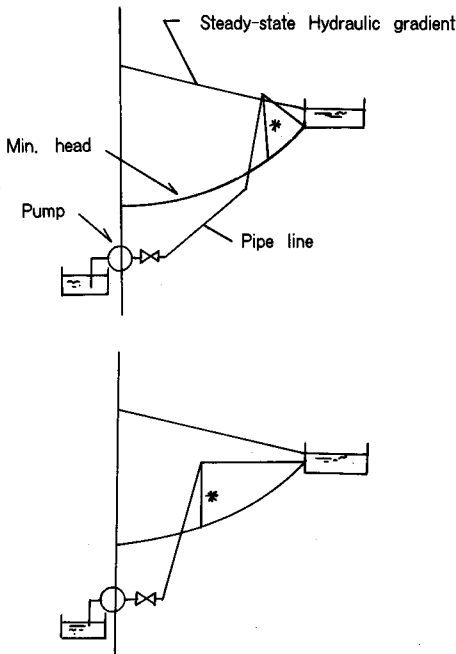 Steady-state Hydraulic gradient
*
Min. head
Pump
Pipe line
*